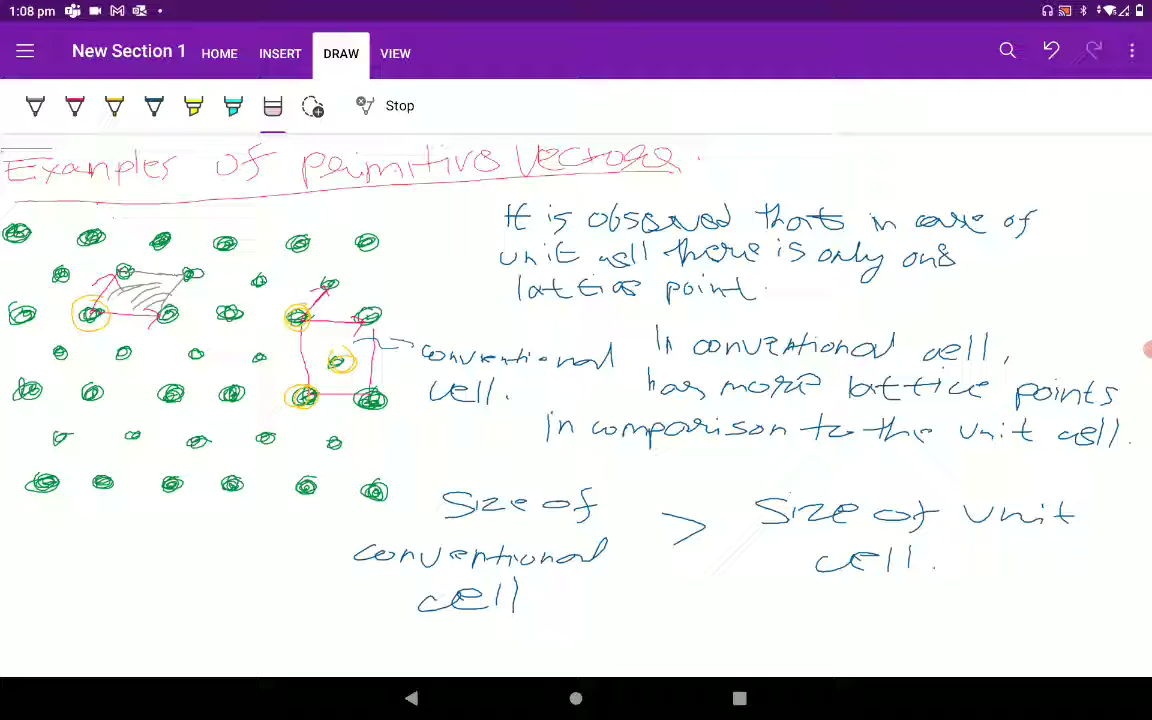 1:08 pm
New Section 1 HOME INSERT DRAW VIEW
Stop
Examples of primitive Vectors.
It is observed that in case of
unit cell there is only one
lattice point.
conventional
cell.
In conventional cell,
has more lattice points
in comparison to the unit cell.
Size of
conventional
cell
>
Size of unit
cell.